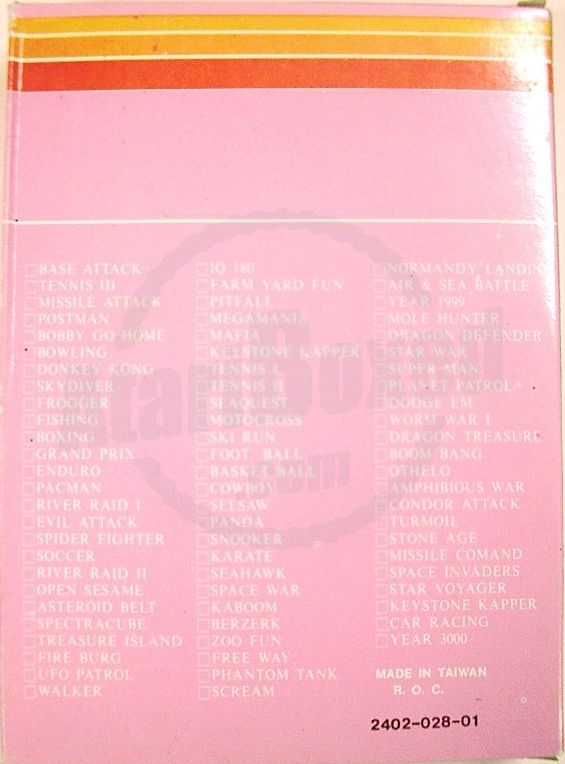 BASE ATTACK
TENNIS III
MISSILE ATTACK
POSTMAN
BOBBY GO HOME
BOWLING
DONKEY KONG
SKYDIVER
FROGGER
FISHING
BOXING
GRAND PRIX
ENDURO
PACMAN
RIVER RAID I
EVIL ATTACK
SPIDER FIGHTER
SOCCER
RIVER RAID II
OPEN SESAME
ASTEROID BELT
SPECTRACUBE
TREASURE ISLAND
FIRE BURG
UFO PATROL
WALKER
IQ 180
FARM YARD FUN
PITFALL
MEGAMANIA
MAFIA
KEYSTONE KAPPER
TENNIS I
TENNIS II
SEAQUEST
MOTOCROSS
SKI RUN
FOOT BALL
BASKET BALL
COWBOY
SEESAW
PANDA
SNOOKER
KARATE
SEAHAWK
SPACE WAR
KABOOM
BERZERK
ZOO FUN
FREE WAY
PHANTOM TANK
SCREAM
NORMANDY LANDIN
AIR & SEA BATTLE
YEAR 1999
MOLE HUNTER
DRAGON DEFENDER
STAR WAR
SUPER MAN
PLANET PATROL
DODGE EM
WORM WAR I
DRAGON TREASURE
BOOM BANG
OTHELO
AMPHIBIOUS WAR
CONDOR ATTACK
TURMOIL
STONE AGE
MISSILE COMAND
SPACE INVADERS
STAR VOYAGER
KEYSTONE KAPPER
CAR RACING
YEAR 3000
MADE IN TAIWAN
R. O. C.
2402-028-01